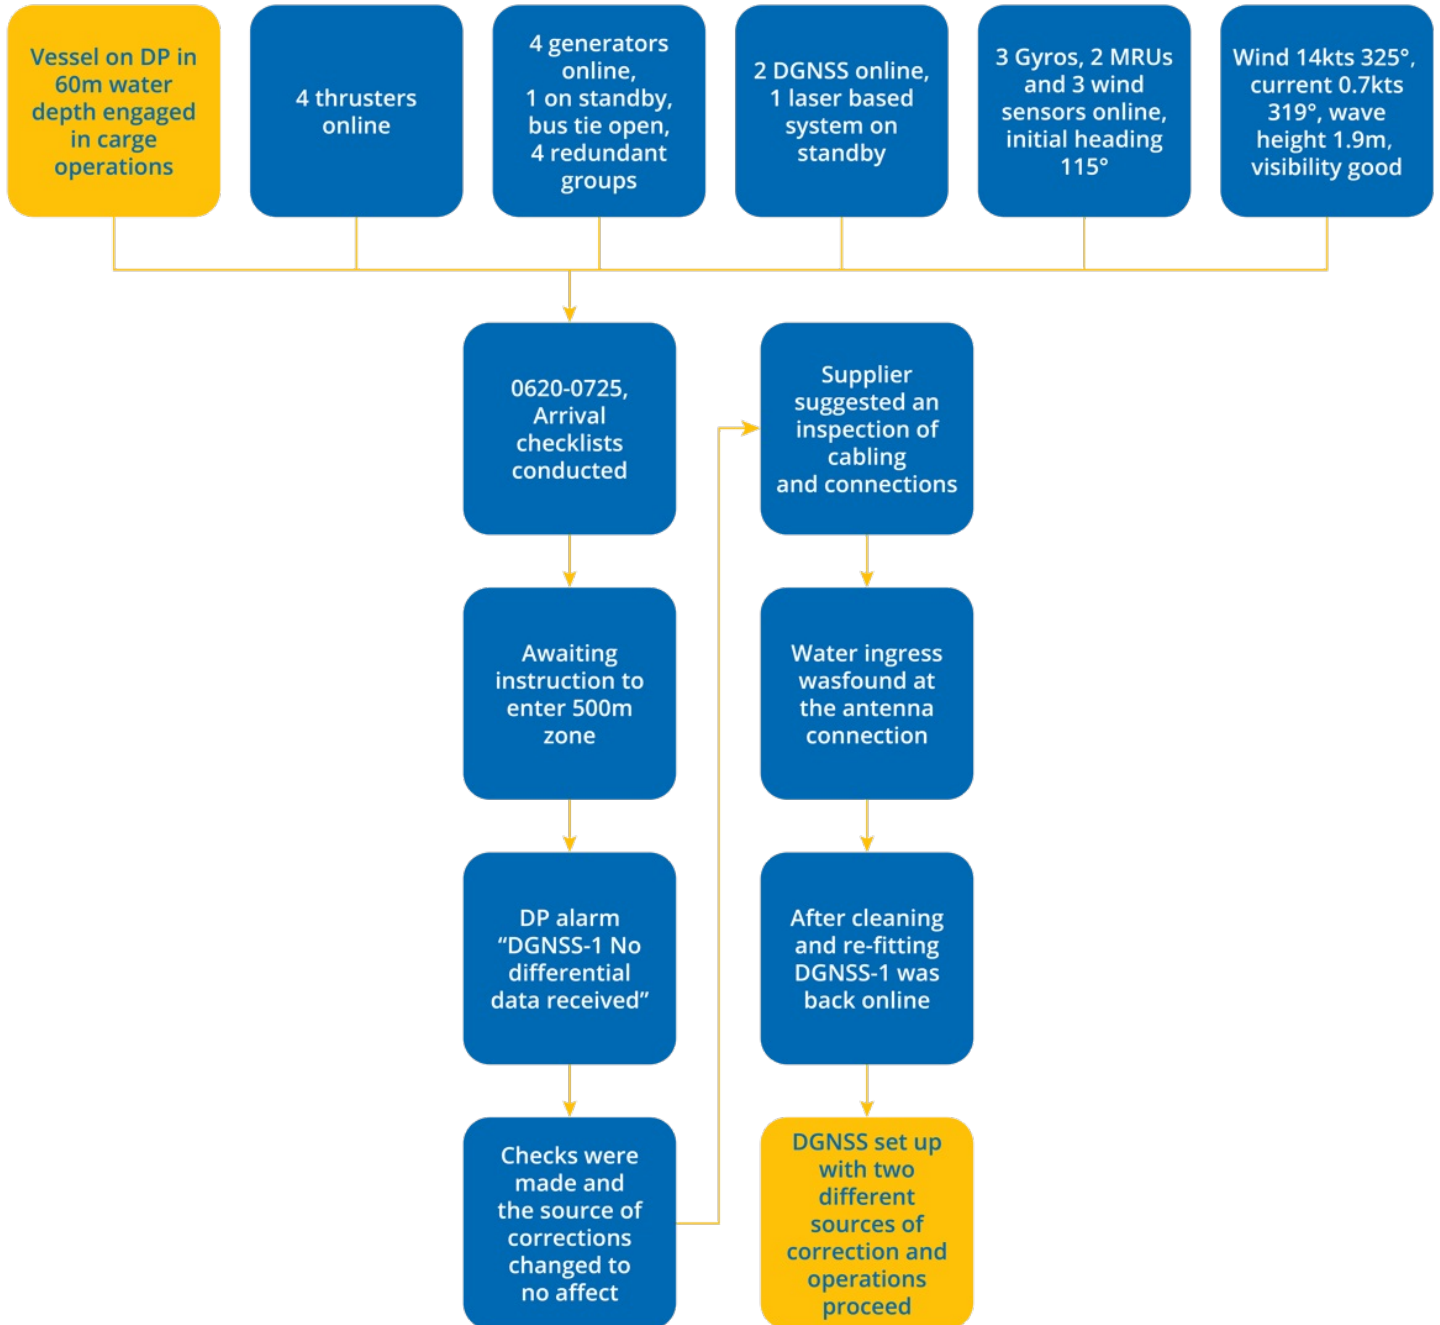 Vessel on DP in
60m water
depth engaged
in carge
operations
4 thrusters
online
4 generators
online,
1 on standby,
bus tie open,
4 redundant
groups
2 DGNSS online,
1 laser based
system on
standby
3 Gyros, 2 MRUs
and 3 wind
sensors online,
initial heading
115°
Wind 14kts 325°,
current 0.7kts
319°, wave
height 1.9m,
visibility good
0620-0725,
Arrival
checklists
conducted
Awaiting
instruction to
enter 500m
zone
DP alarm
“DGNSS-1 No
differential
data received”
Checks were
made and
the source of
corrections
changed to
no affect
Supplier
suggested an
inspection of
cabling
and connections
Water ingress
wasfound at
the antenna
connection
After cleaning
and re-fitting
DGNSS-1 was
back online
DGNSS set up
with two
different
sources of
correction and
operations
proceed